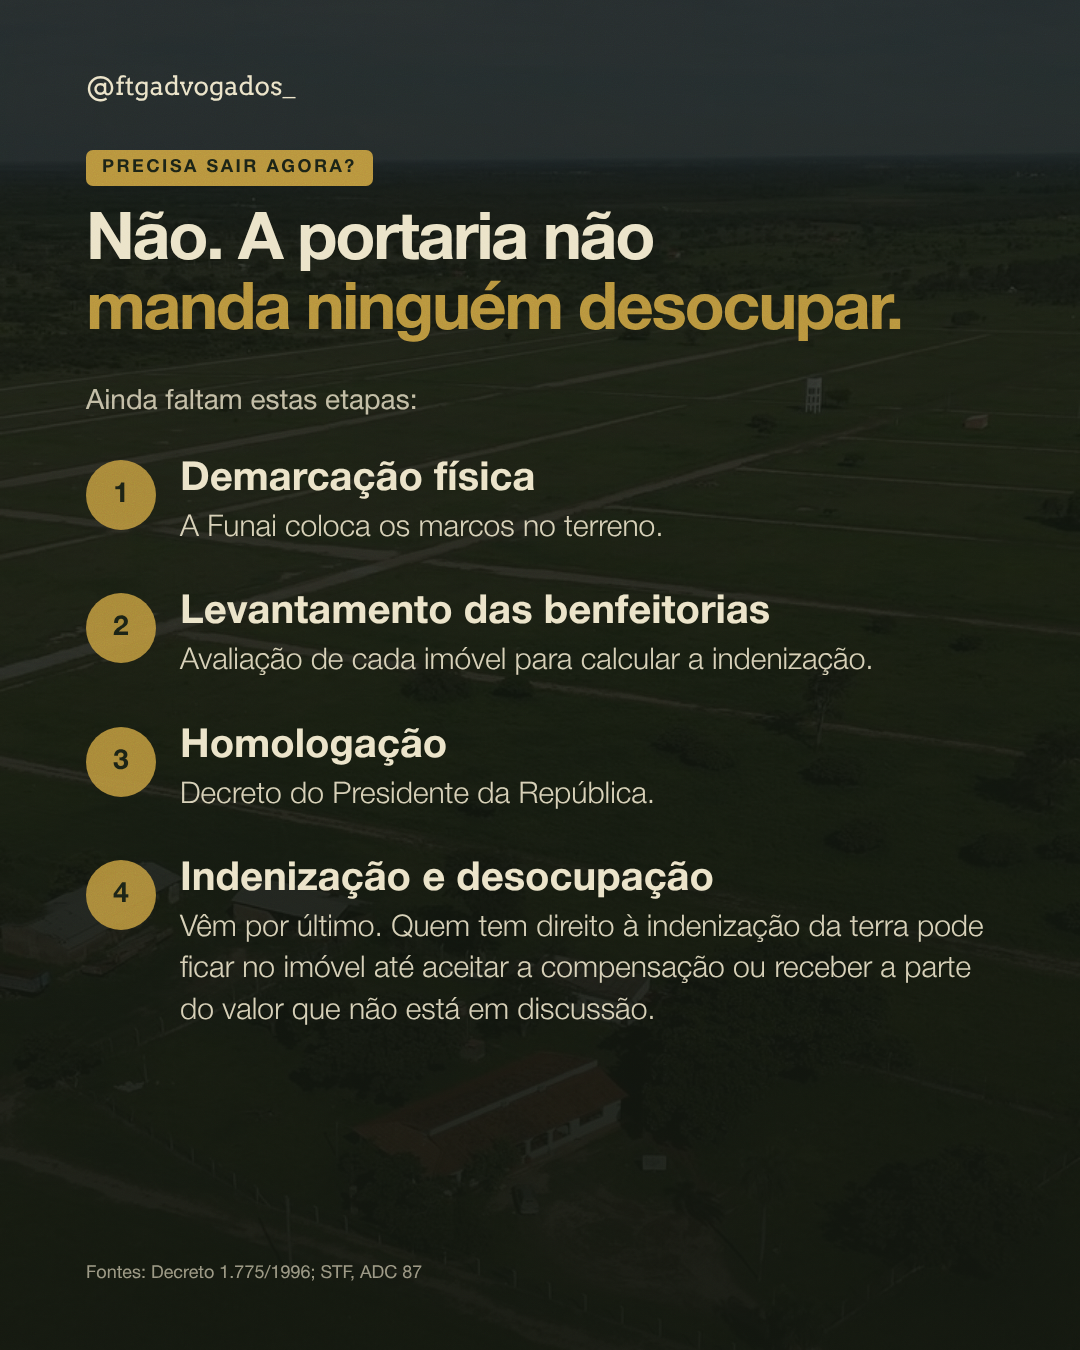 @ftgadvogados_
PRECISA SAIR AGORA?
Não. A portaria não
manda ninguém desocupar.
Ainda faltam estas etapas:
1
Demarcação física
A Funai coloca os marcos no terreno.
2
Levantamento das benfeitorias
Avaliação de cada imóvel para calcular a indenização.
3
Homologação
Decreto do Presidente da República.
4
Indenização e desocupação
Vêm por último. Quem tem direito à indenização da terra pode
ficar no imóvel até aceitar a compensação ou receber a parte
do valor que não está em discussão.
Fontes: Decreto 1.775/1996; STF, ADC 87